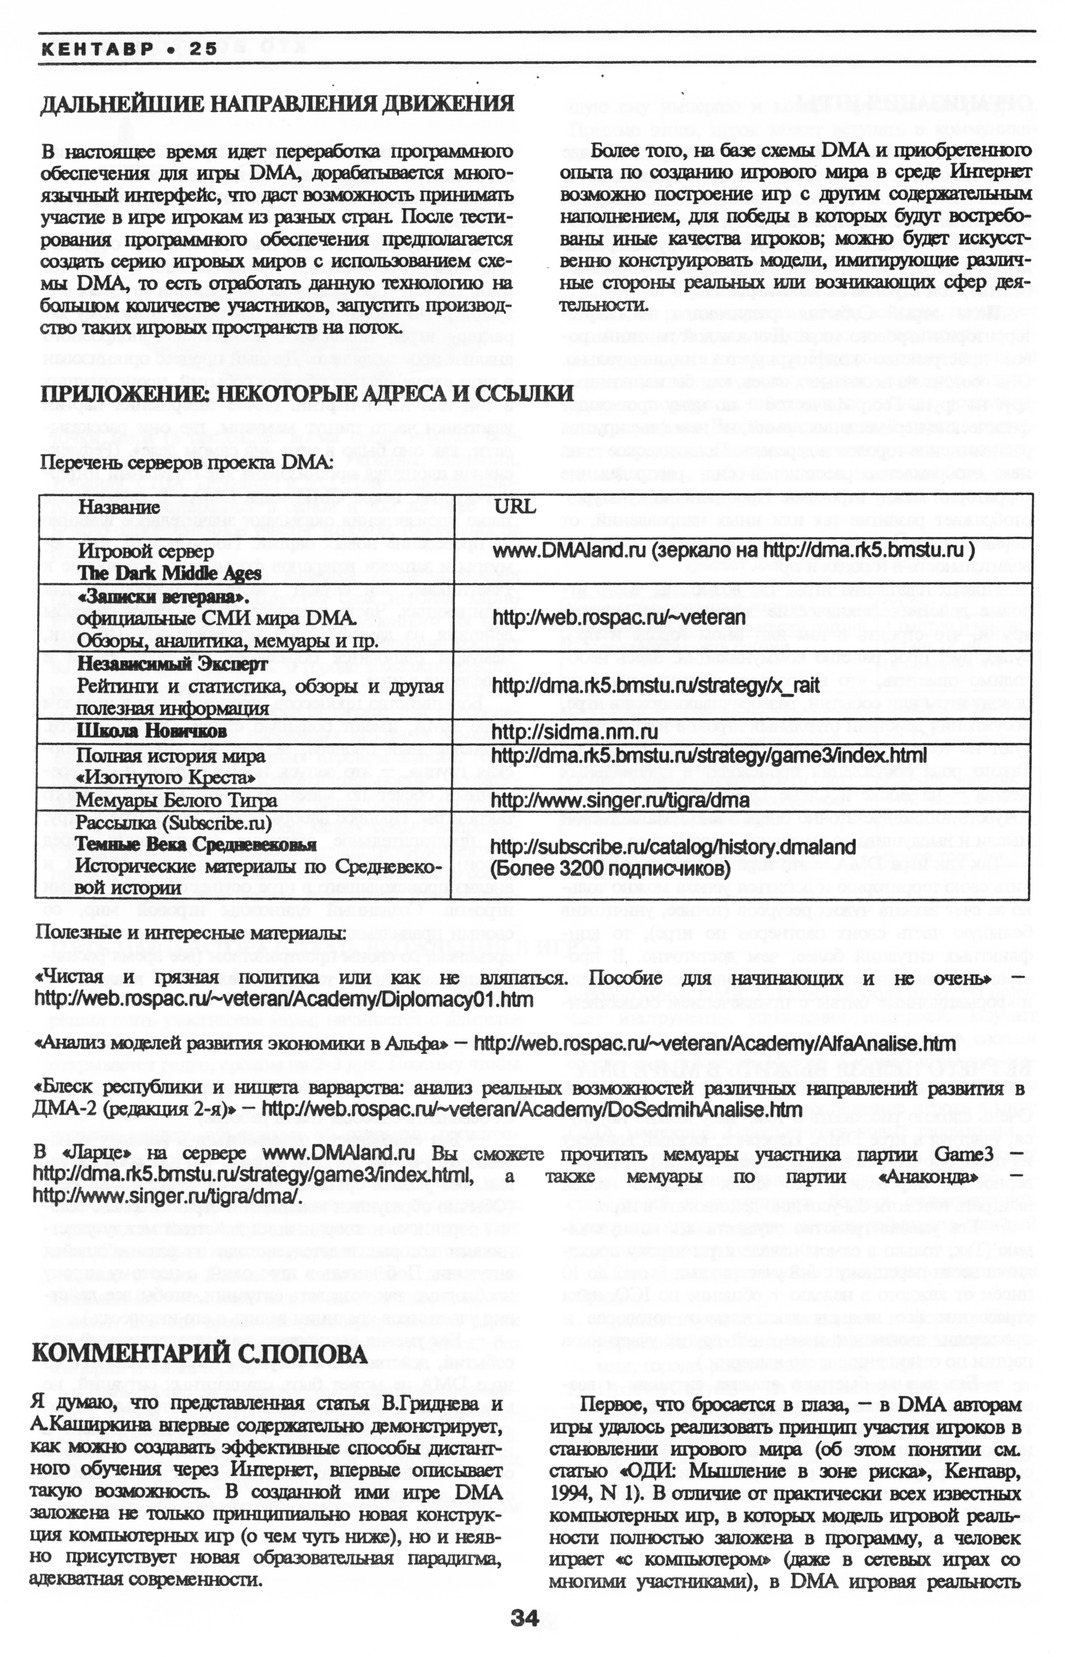 КЕНТАВР • 25
ДАЛЬНЕЙШИЕ НАПРАВЛЕНИЯ ДВИЖЕНИЯ
В настоящее время идет переработка программного
обеспечения для игры DMA, дорабатывается много-
язычный интерфейс, что даст возможность принимать
участие в игре игрокам из разных стран. После тести-
рования программного обеспечения предполагается
создать серию игровых миров с использованием схе-
мы DMA, то есть отработать данную технологию на
большом количестве участников, запустить производ-
ство таких игровых пространств на поток.
Более того, на базе схемы DMA и приобретенного
опыта по созданию игрового мира в среде Интернет
возможно построение игр с другим содержательным
наполнением, для победы в которых будут востребо-
ваны иные качества игроков; можно будет искусст-
венно конструировать модели, имитирующие различ-
ные стороны реальных или возникающих сфер дея-
тельности.
ПРИЛОЖЕНИЕ: НЕКОТОРЫЕ АДРЕСА И ССЫЛКИ
Перечень серверов проекта DMA:
Название URL
Игровой сервер www.DMAland.ru (зеркало на http://dma.rk5.bmstu.ru )
The Dark Middle Ages
«Записки ветерана».
официальные СМИ мира DMA. http://web.rospac.ru/~veteran
Обзоры, аналитика, мемуары и пр.
Независимый Эксперт
Рейтинги и статистика, обзоры и другая http://dma.rk5.bmstu.ru/strategy/x_rait
полезная информация
Школа Новичков http://sidma.nm.ru
Полная история мира http://dma.rk5.bmstu.ru/strategy/game3/index.html
«Изогнутого Креста»
Мемуары Белого Тигра http://www.singer.ru/tigra/dma
Рассылка (Subscribe.ru)
Темные Века Средневековья http://subscribe.ru/catalog/history.dmaland
Исторические материалы по Средневеко- (Более 3200 подписчиков)
вой истории
Полезные и интересные материалы:
«Чистая и грязная политика или как не вляпаться. Пособие для начинающих и не очень» –
http://web.rospac.ru/~veteran/Academy/Diplomacy01.htm
«Анализ моделей развития экономики в Альфа» – http://web.rospac.ru/~veteran/Academy/AlfaAnalise.htm
«Блеск республики и нищета варварства: анализ реальных возможностей различных направлений развития в
ДМА-2 (редакция 2-я)» – http://web.rospac.ru/~veteran/Academy/DoSedmihAnalise.htm
В «Ларце» на сервере www.DMAland.ru Вы сможете прочитать мемуары участника партии Game3 –
http://dma.rk5.bmstu.ru/strategy/game3/index.html, а также мемуары по партии «Анаконда» –
http://www.singer.ru/tigra/dma/.
КОММЕНТАРИЙ С.ПОПОВА
Я думаю, что представленная статья В.Гриднева и
А.Каширкина впервые содержательно демонстрирует,
как можно создавать эффективные способы дистант-
ного обучения через Интернет, впервые описывает
такую возможность. В созданной ими игре DMA
заложена не только принципиально новая конструк-
ция компьютерных игр (о чем чуть ниже), но и неяв-
но присутствует новая образовательная парадигма,
адекватная современности.
Первое, что бросается в глаза, – в DMA авторам
игры удалось реализовать принцип участия игроков в
становлении игрового мира (об этом понятии см.
статью «ОДИ: Мышление в зоне риска», Кентавр,
1994, N 1). В отличие от практически всех известных
компьютерных игр, в которых модель игровой реаль-
ности полностью заложена в программу, а человек
играет «с компьютером» (даже в сетевых играх со
многими участниками), в DMA игровая реальность
34